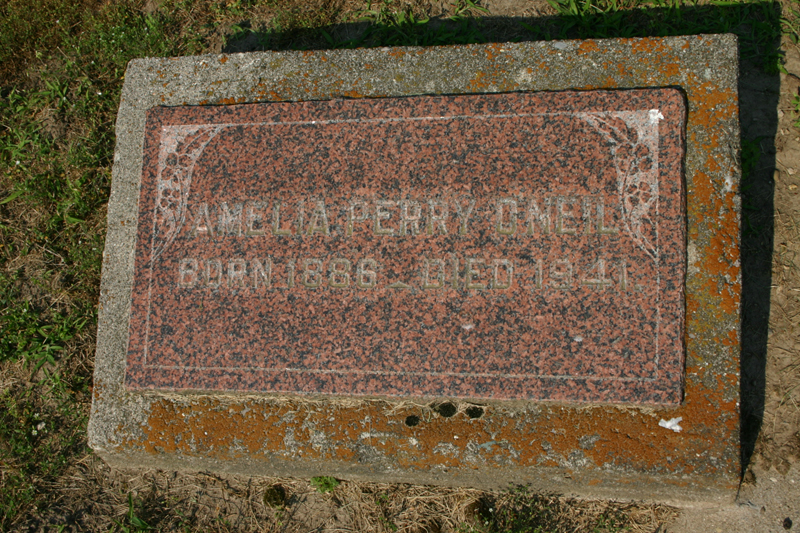 AMELIA PERRY O'NEIL
BORN 1886 - DIED 1941.